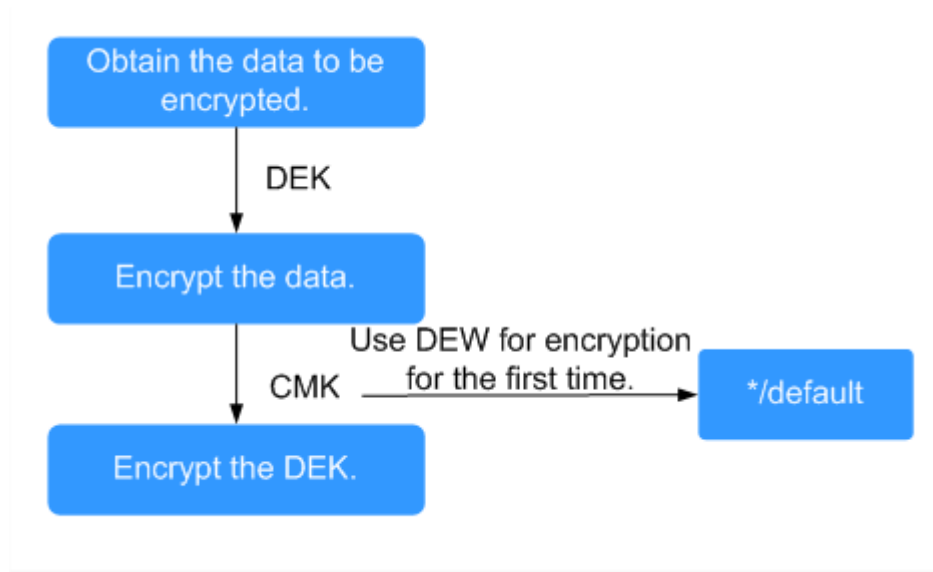 Obtain the data to be
encrypted.
DEK
Encrypt the data.
Use DEW for encryption
for the first time.
CMK
*/default
Encrypt the DEK.